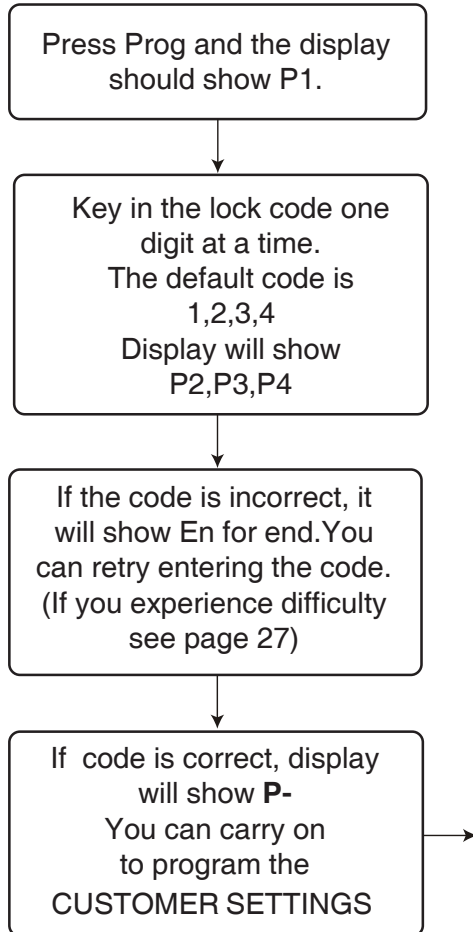 Press Prog and the display
should show P1.
Key in the lock code one
digit at a time.
The default code is
1,2,3,4
Display will show
P2,P3,P4
If the code is incorrect, it
will show En for end.You
can retry entering the code.
(If you experience difficulty
see page 27)
If code is correct, display
will show P-
You can carry on
to program the
CUSTOMER SETTINGS